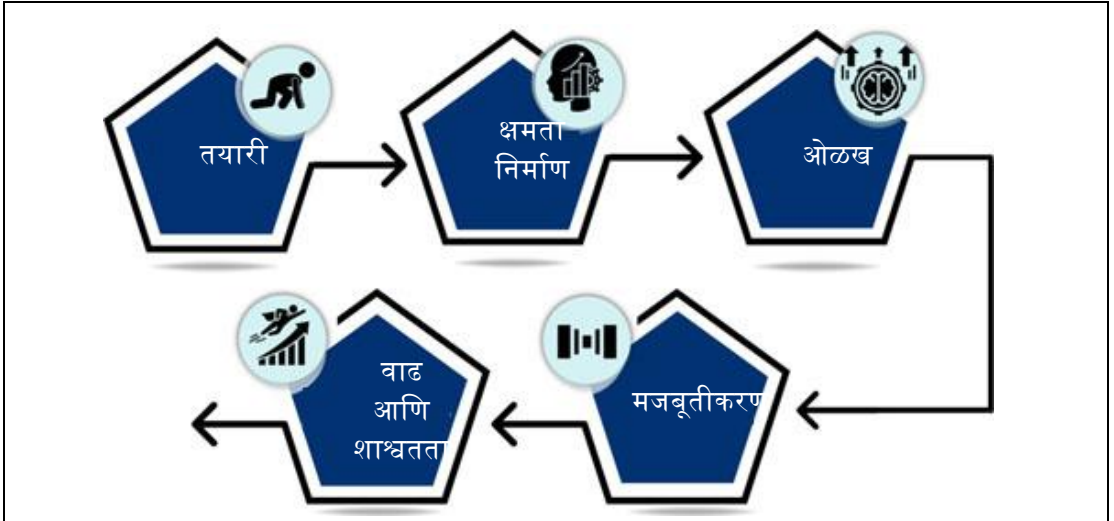 तयारी
क्षमता
निर्माण
ओळख
मजबूतीकरण
वाढ
आणि
शाश्वतता